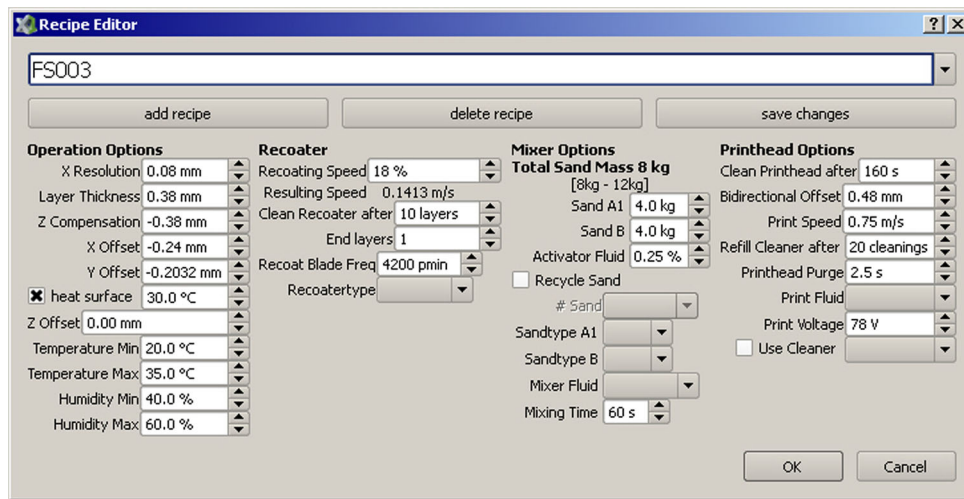 Recipe Editor
FS003
add recipe
delete recipe
save changes
Operation Options
X Resolution 0.08 mm
Layer Thickness 0.38 mm
Z Compensation -0.38 mm
X Offset -0.24 mm
Y Offset -0.2032 mm
heat surface 30.0 °C
Z Offset 0.00 mm
Temperature Min 20.0 °C
Temperature Max 35.0 °C
Humidity Min 40.0 %
Humidity Max 60.0 %
Recoater
Recoating Speed 18 %
Resulting Speed 0.1413 m/s
Clean Recoater after 10 layers
End layers 1
Recoat Blade Freq 4200 pmin
Recoatertype
Mixer Options
Total Sand Mass 8 kg
[8kg - 12kg]
Sand A1 4.0 kg
Sand B 4.0 kg
Activator Fluid 0.25 %
Recycle Sand
# Sand
Sandtype A1
Sandtype B
Mixer Fluid
Mixing Time 60 s
Printhead Options
Clean Printhead after 160 s
Bidirectional Offset 0.48 mm
Print Speed 0.75 m/s
Refill Cleaner after 20 cleanings
Printhead Purge 2.5 s
Print Fluid
Print Voltage 78 V
Use Cleaner
OK
Cancel